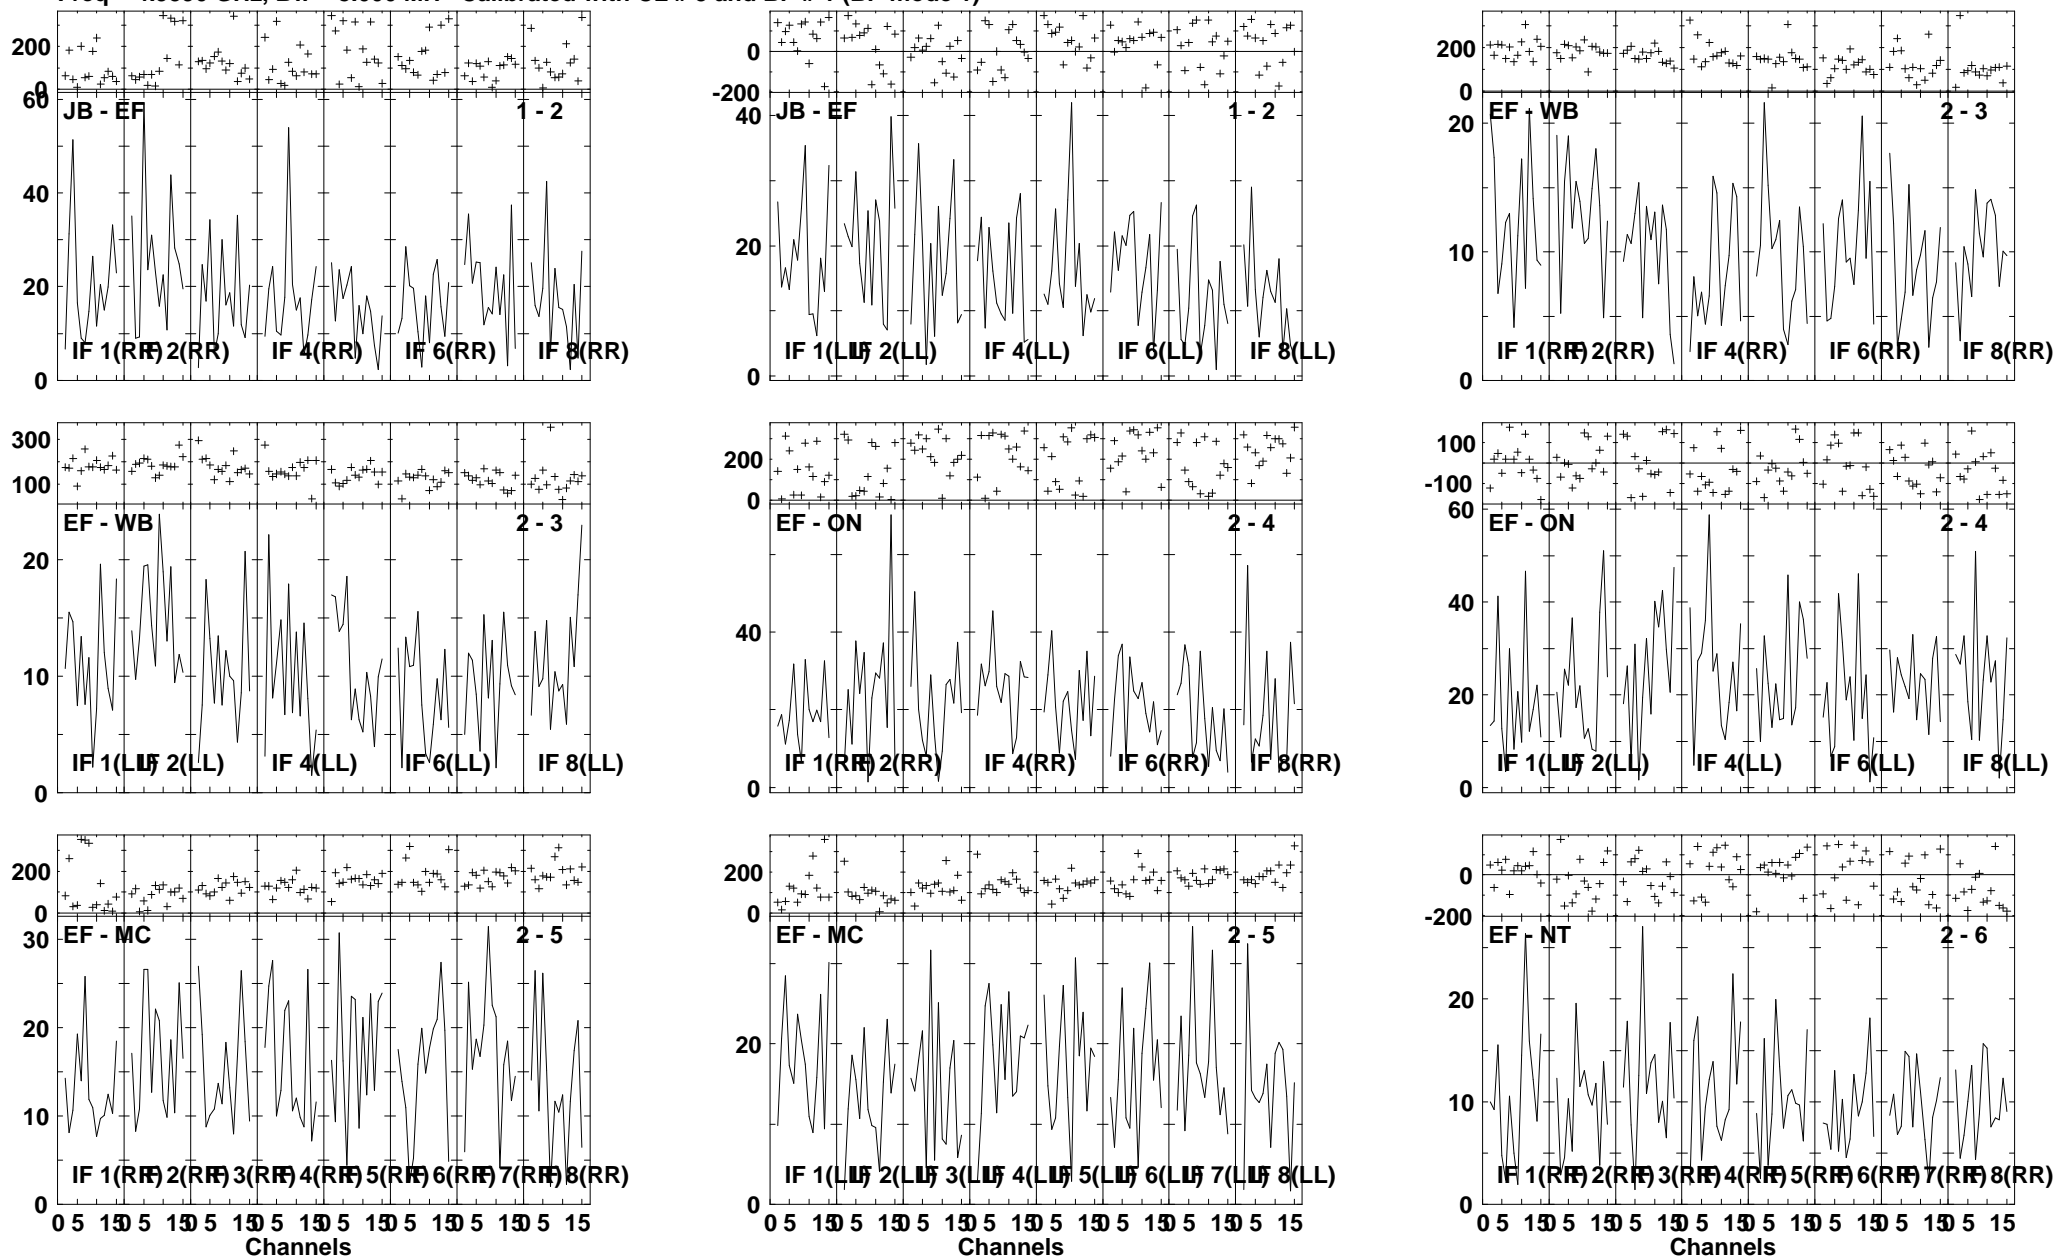 200
0
60
JB - EF
1 - 2
40
20
0
IF 1(RR)
IF 2(RR)
IF 4(RR)
IF 6(RR)
IF 8(RR)
0
-200
40
JB - EF
1 - 2
20
0
IF 1(LL)
IF 2(LL)
IF 4(LL)
IF 6(LL)
IF 8(LL)
200
0
EF - WB
2 - 3
20
10
0
IF 1(RR)
IF 2(RR)
IF 4(RR)
IF 6(RR)
IF 8(RR)
300
100
EF - WB
2 - 3
20
10
0
IF 1(LL)
IF 2(LL)
IF 4(LL)
IF 6(LL)
IF 8(LL)
200
0
EF - ON
2 - 4
40
0
IF 1(RR)
IF 2(RR)
IF 4(RR)
IF 6(RR)
IF 8(RR)
100
-100
60
EF - ON
2 - 4
40
20
0
IF 1(LL)
IF 2(LL)
IF 4(LL)
IF 6(LL)
IF 8(LL)
200
0
30
EF - MC
2 - 5
20
10
0
IF 1(RR)
IF 2(RR)
IF 3(RR)
IF 4(RR)
IF 5(RR)
IF 6(RR)
IF 7(RR)
IF 8(RR)
0 5 15 0 5 15 0 5 15 0 5 15 0 5 15 0 5 15 0 5 15 0 5 15
Channels
200
0
EF - MC
2 - 5
20
0
IF 1(LL)
IF 2(LL)
IF 3(LL)
IF 4(LL)
IF 5(LL)
IF 6(LL)
IF 7(LL)
IF 8(LL)
0 5 15 0 5 15 0 5 15 0 5 15 0 5 15 0 5 15 0 5 15 0 5 15
Channels
0
-200
EF - NT
2 - 6
20
10
0
IF 1(RR)
IF 2(RR)
IF 3(RR)
IF 4(RR)
IF 5(RR)
IF 6(RR)
IF 7(RR)
IF 8(RR)
0 5 15 0 5 15 0 5 15 0 5 15 0 5 15 0 5 15 0 5 15 0 5 15
Channels